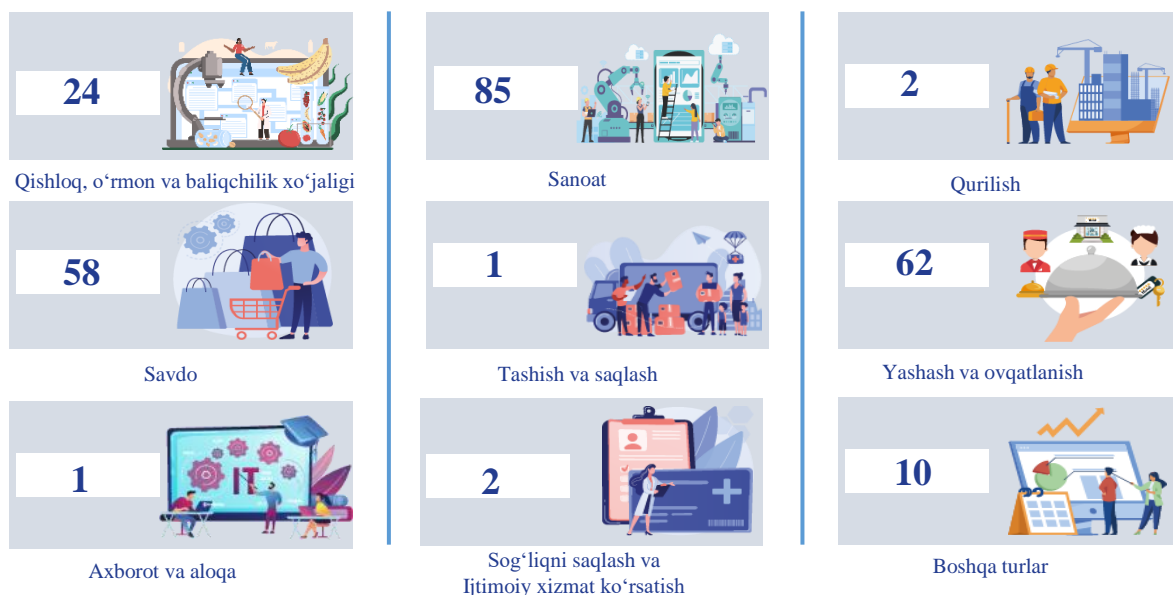 24
85
2
Qishloq, o‘rmon va baliqchilik xo‘jaligi
Sanoat
Qurilish
58
1
62
Savdo
Tashish va saqlash
Yashash va ovqatlanish
1
IT
2
10
Axborot va aloqa
Sog‘liqni saqlash va
Ijtimoiy xizmat ko‘rsatish
Boshqa turlar